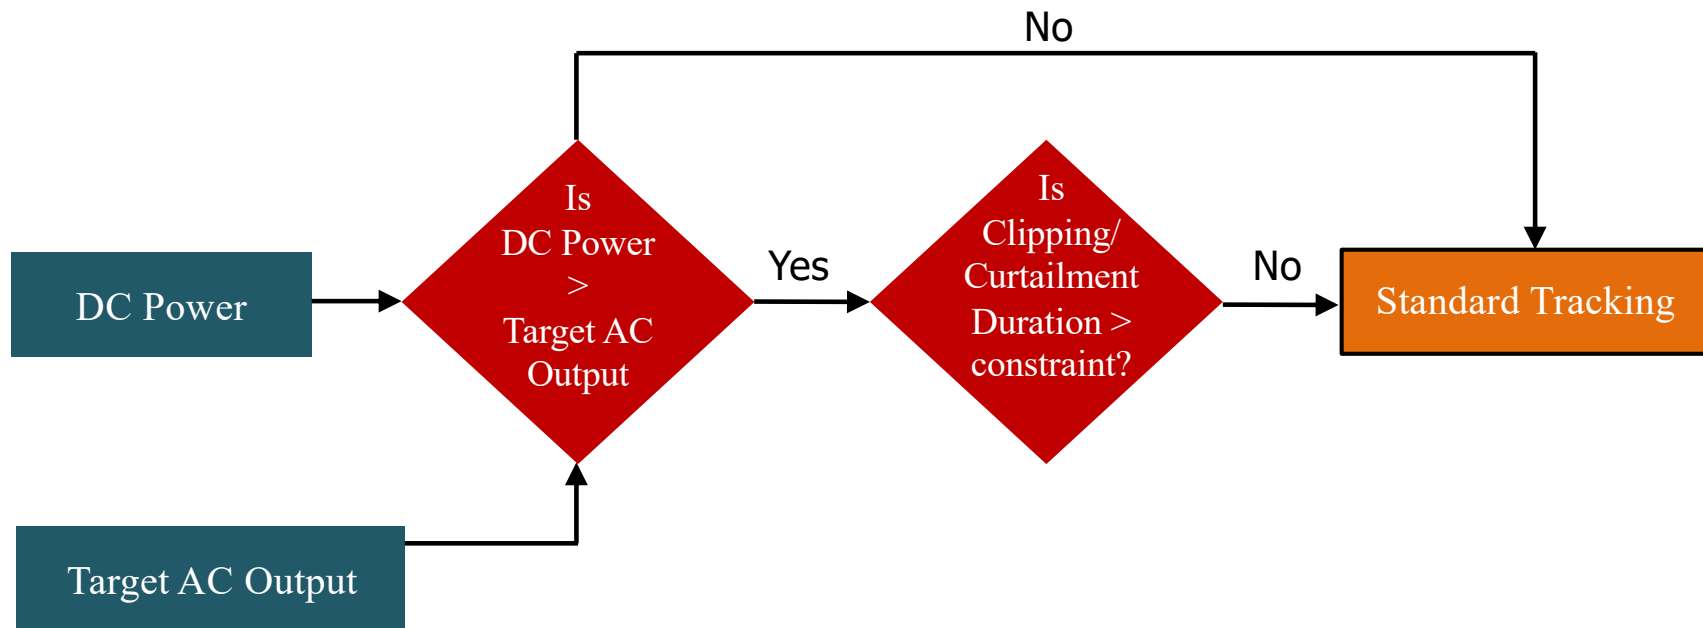 No
Is
DC Power
>
Target AC
Output
Is
Clipping/
Curtailment
Duration >
constraint?
Yes
No
DC Power
Standard Tracking
Target AC Output